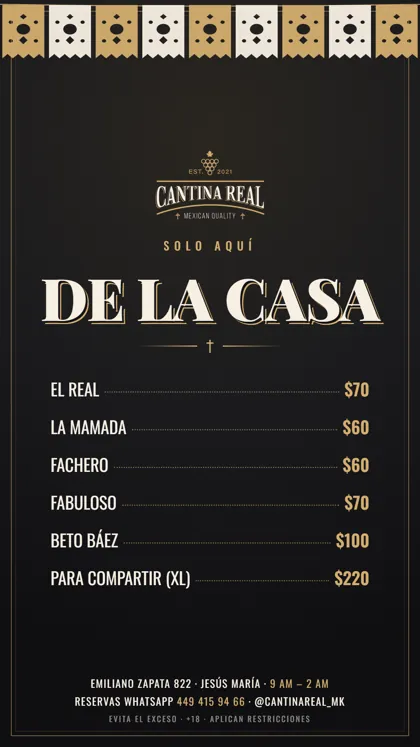 EST. 2021
CANTINA REAL
MEXICAN QUALITY
SOLO AQUÍ
DE LA CASA
EL REAL $70
LA MAMADA $60
FACHERO $60
FABULOSO $70
BETO BÁEZ $100
PARA COMPARTIR (XL) $220
EMILIANO ZAPATA 822 · JESÚS MARÍA · 9 AM – 2 AM
RESERVAS WHATSAPP 449 415 94 66 · @CANTINAREAL_MK
EVITA EL EXCESO · +18 · APLICAN RESTRICCIONES